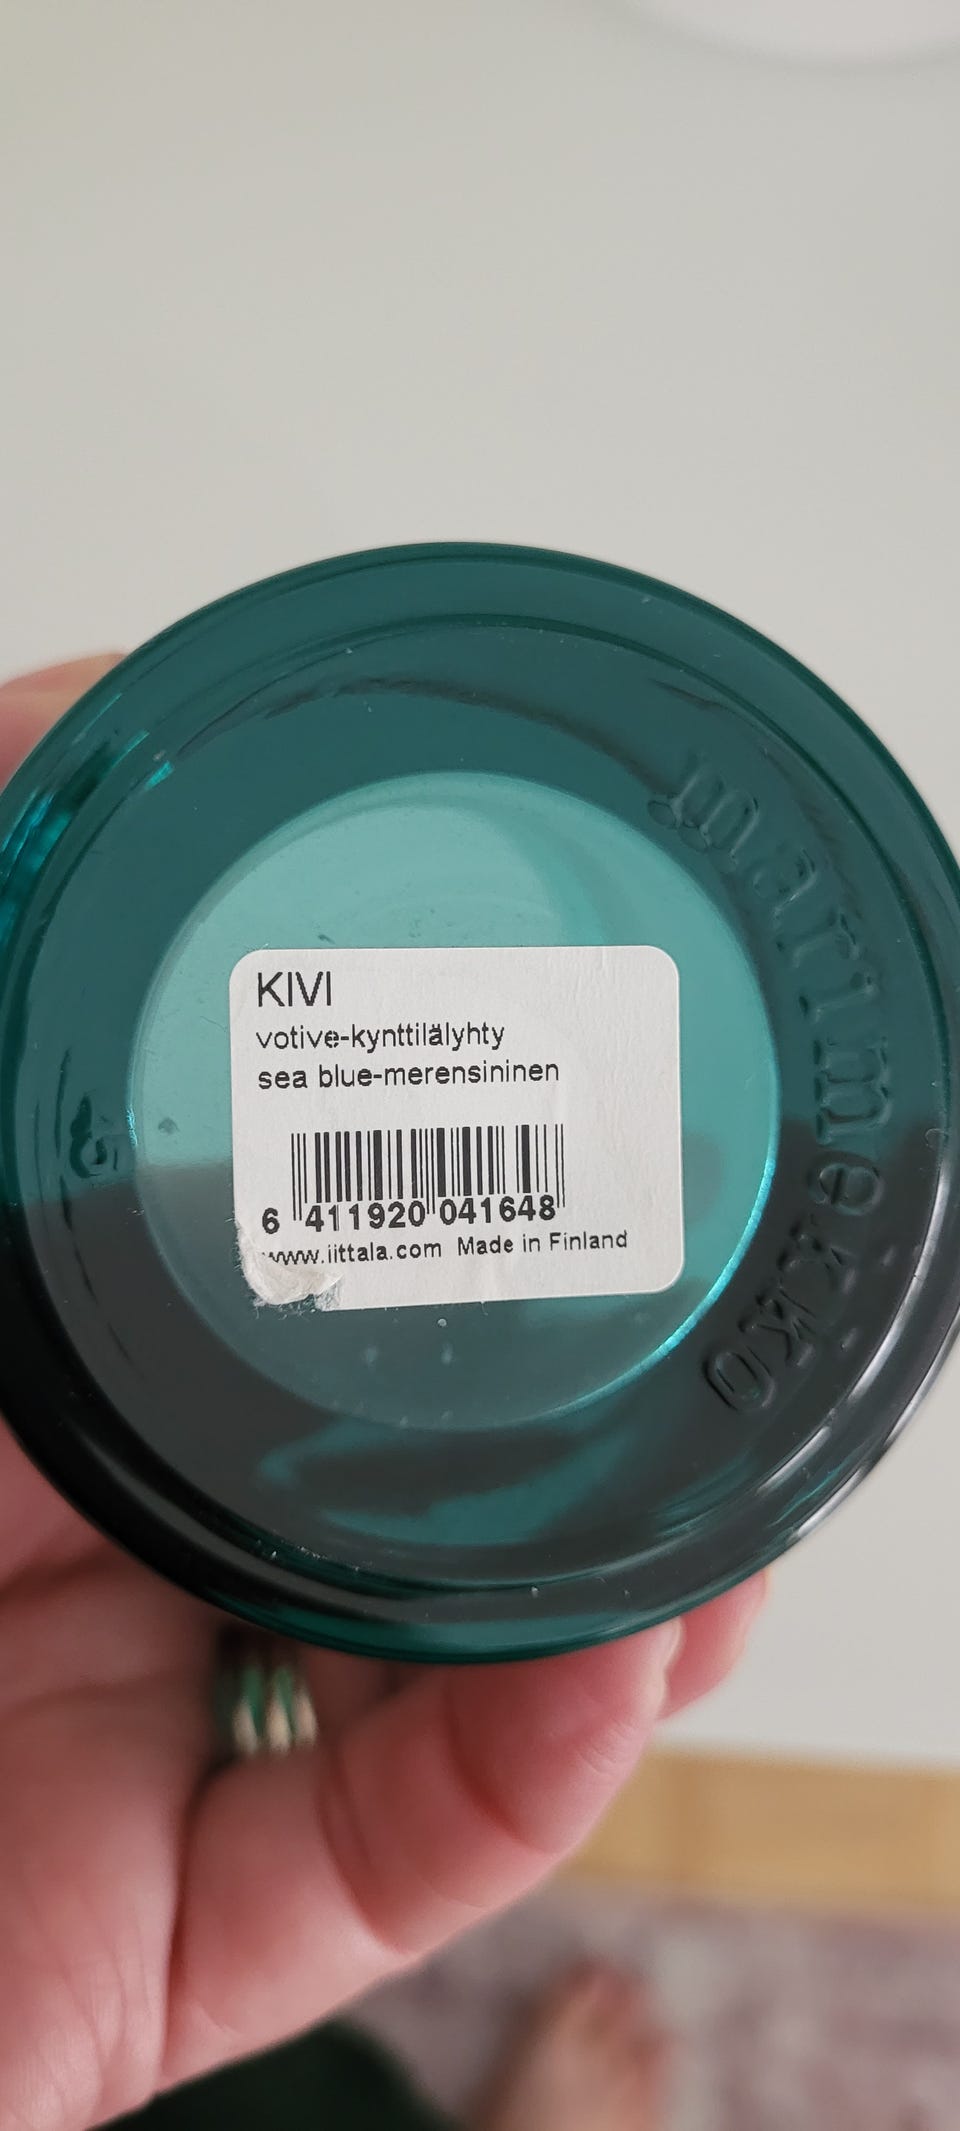 KIVI
votive-kynttilälyhty
sea blue-merensininen
6 411920 041648
www.iittala.com Made in Finland
marimekko